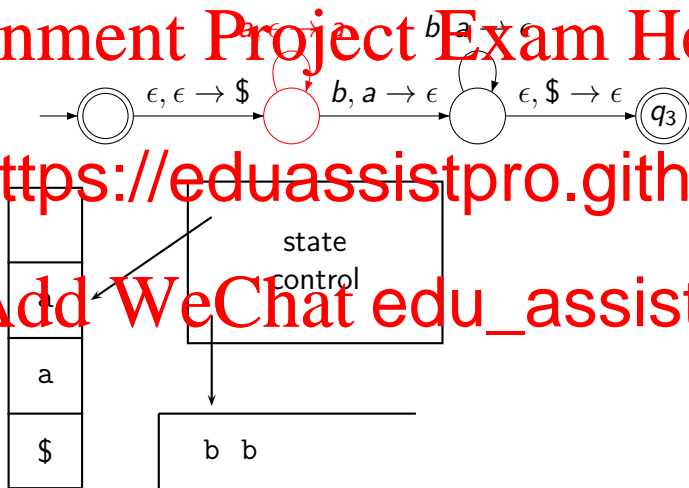 nment Project Exam He
a, ϵ → a
b, a → ϵ
ϵ, ϵ → $
b, a → ϵ
ϵ, $ → ϵ
q3
ttps://eduassistpro.gith
state
control
a
Add WeChat edu_assist
a
$
b b